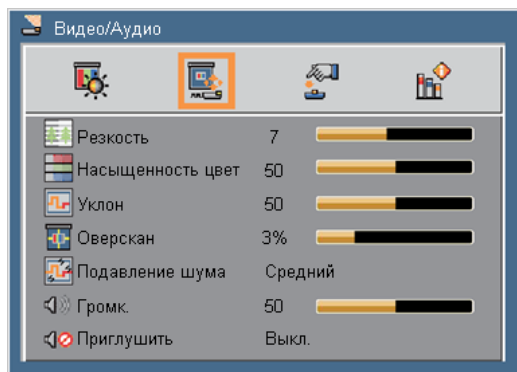 Видео/Аудио
Резкость 7
Насыщенность цвет 50
Уклон 50
Оверскан 3%
Подавление шума Средний
Громк. 50
Приглушить Выкл.